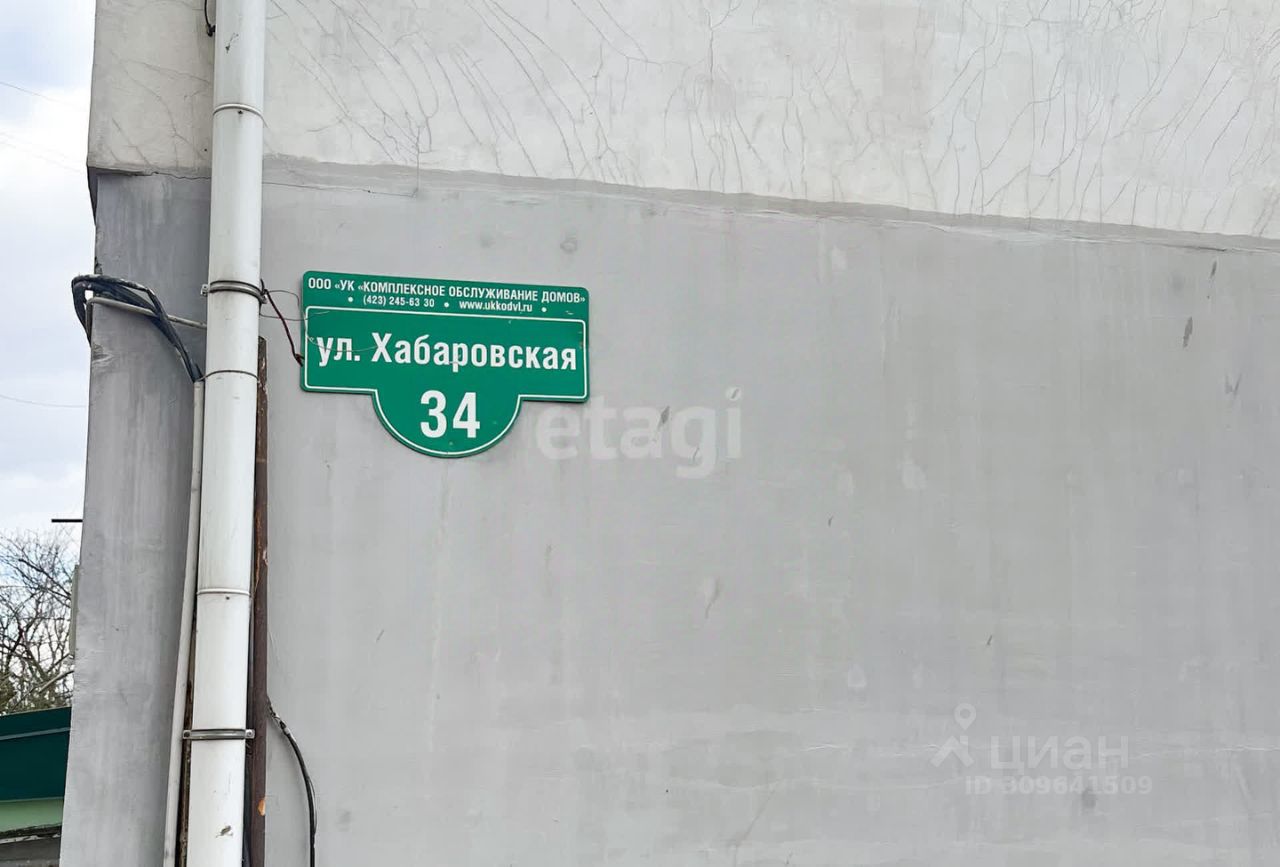 ООО «УК «КОМПЛЕКСНОЕ ОБСЛУЖИВАНИЕ ДОМОВ»
• (423) 245-63 30 • www.ukkodvl.ru •
ул. Хабаровская
34
etagi
циан
ID 309641509